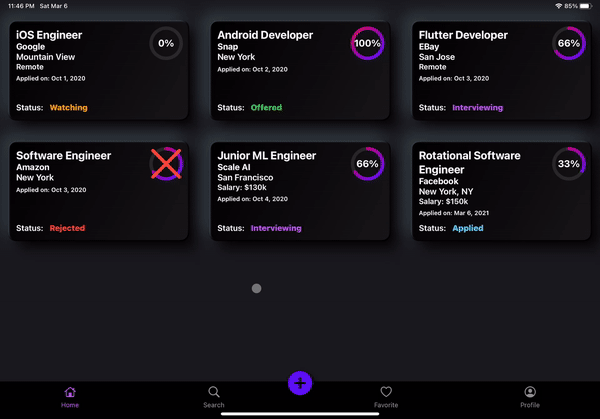 11:46 PM Sat Mar 6
85%
iOS Engineer
Google
Mountain View
Remote
Applied on: Oct 1, 2020
0%
Status: Watching
Android Developer
Snap
New York
Applied on: Oct 2, 2020
100%
Status: Offered
Flutter Developer
EBay
San Jose
Remote
Applied on: Oct 3, 2020
66%
Status: Interviewing
Software Engineer
Amazon
New York
Applied on: Oct 3, 2020
Status: Rejected
Junior ML Engineer
Scale AI
San Francisco
Salary: $130k
Applied on: Oct 4, 2020
66%
Status: Interviewing
Rotational Software
Engineer
Facebook
New York, NY
Salary: $150k
Applied on: Mar 6, 2021
33%
Status: Applied
+
Home
Search
Favorite
Profile